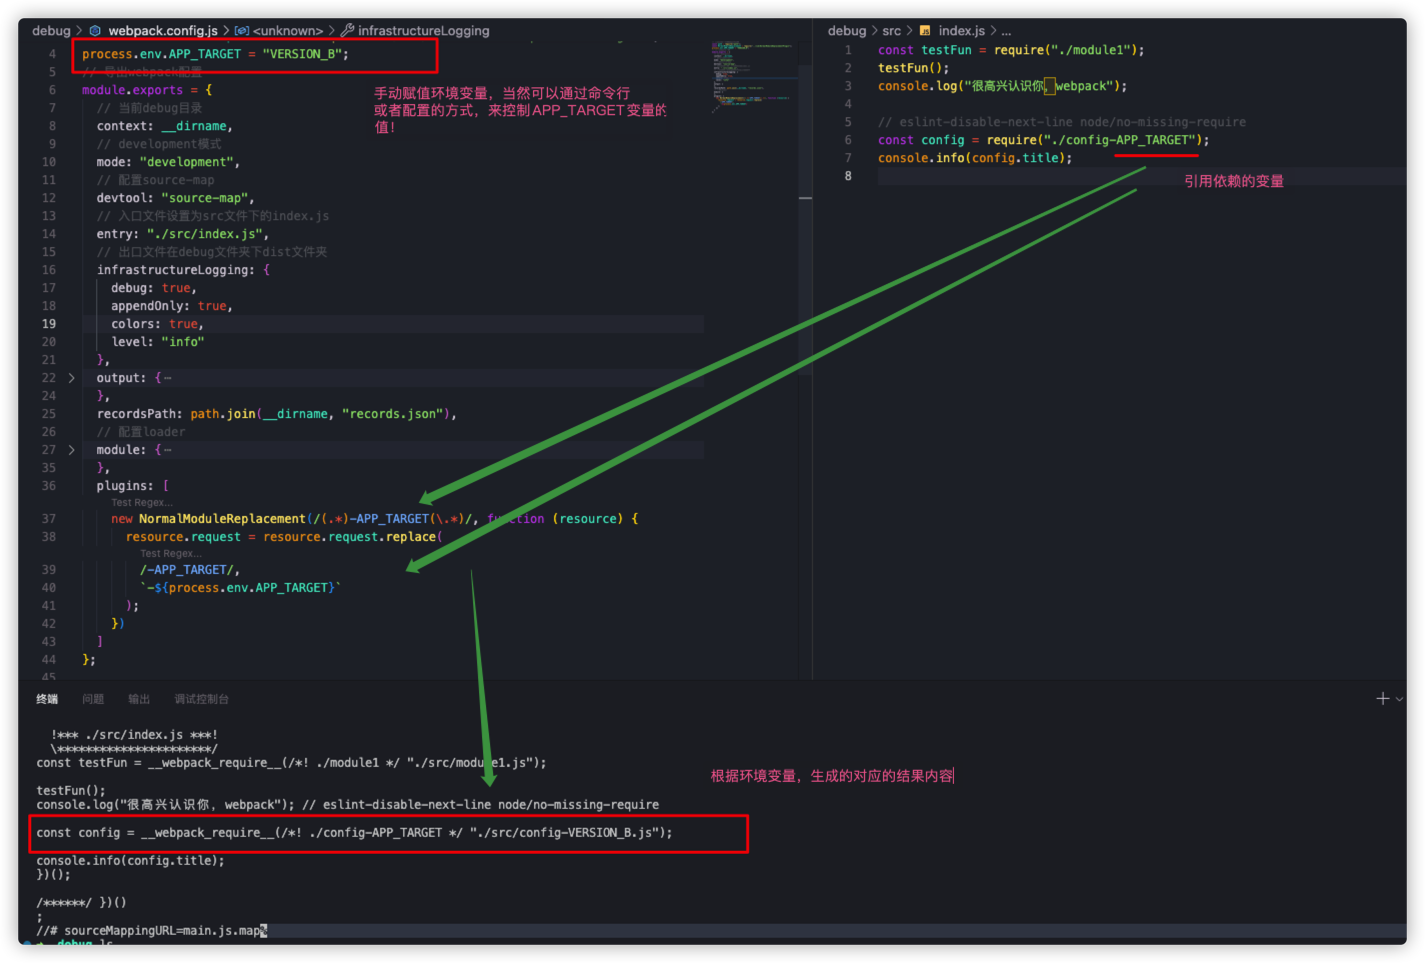 debug > webpack.config.js > <unknown> > infrastructureLogging
4 process.env.APP_TARGET = "VERSION_B";
5 // 导出webpack配置
6 module.exports = {
7 // 当前debug目录
8 context: __dirname,
9 // development模式
10 mode: "development",
11 // 配置source-map
12 devtool: "source-map",
13 // 入口文件设置为src文件下的index.js
14 entry: "./src/index.js",
15 // 出口文件在debug文件夹下dist文件夹
16 infrastructureLogging: {
17 debug: true,
18 appendOnly: true,
19 colors: true,
20 level: "info"
21 },
22 > output: {⋯
24 },
25 recordsPath: path.join(__dirname, "records.json"),
26 // 配置loader
27 > module: {⋯
35 },
36 plugins: [
Test Regex...
37 new NormalModuleReplacement(/(.*)-APP_TARGET(\.*)/, function (resource) {
38 resource.request = resource.request.replace(
Test Regex...
39 /-APP_TARGET/,
40 `-${process.env.APP_TARGET}`
41 );
42 })
43 ]
44 };
45
手动赋值环境变量，当然可以通过命令行
或者配置的方式，来控制 APP_TARGET 变量的
值！
debug > src > JS index.js > ...
1 const testFun = require("./module1");
2 testFun();
3 console.log("很高兴认识你，webpack");
4
5 // eslint-disable-next-line node/no-missing-require
6 const config = require("./config-APP_TARGET");
7 console.info(config.title);
8
引用依赖的变量
终端 问题 输出 调试控制台
!*** ./src/index.js ***!
\**********************/
const testFun = __webpack_require__(/*! ./module1 */ "./src/module1.js");
testFun();
console.log("很高兴认识你，webpack"); // eslint-disable-next-line node/no-missing-require
const config = __webpack_require__(/*! ./config-APP_TARGET */ "./src/config-VERSION_B.js");
console.info(config.title);
})();
/******/ })()
;
//# sourceMappingURL=main.js.map%
debug ls
根据环境变量，生成的对应的结果内容